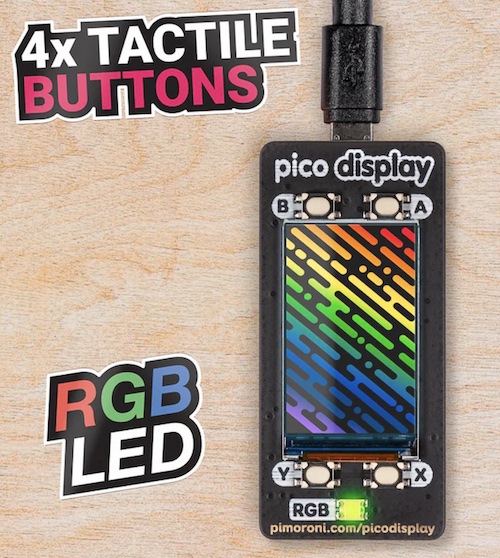 4x TACTILE
BUTTONS
pico display
B A
Y X
RGB
pimoroni.com/picodisplay
RGB
LED